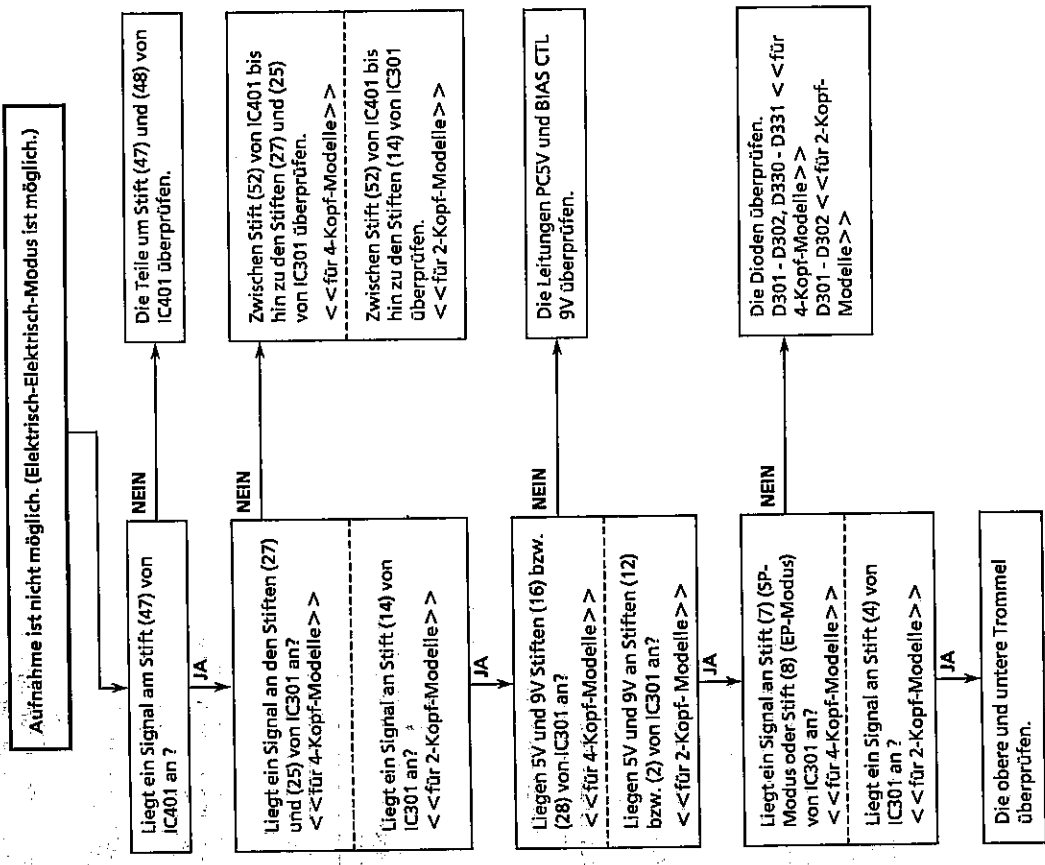 Aufnahme ist nicht möglich. (Elektrisch-Elektrisch-Modus ist möglich.)
Liegt ein Signal am Stift (47) von
IC401 an ?
NEIN
Die Teile um Stift (47) und (48) von
IC401 überprüfen.
JA
Liegt ein Signal an den Stiften (27)
und (25) von IC301 an?
< <für 4-Kopf-Modelle> >
Liegt ein Signal an Stift (14) von
IC301 an?
< <für 2-Kopf-Modelle> >
NEIN
Zwischen Stift (52) von IC401 bis
hin zu den Stiften (27) und (25)
von IC301 überprüfen.
< <für 4-Kopf-Modelle> >
Zwischen Stift (52) von IC401 bis
hin zu den Stiften (14) von IC301
überprüfen.
< <für 2-Kopf-Modelle> >
JA
Liegen 5V und 9V Stiften (16) bzw.
(28) von IC301 an?
< <für 4-Kopf-Modelle> >
Liegen 5V und 9V an Stiften (12)
bzw. (2) von IC301 an?
< <für 2-Kopf- Modelle> >
NEIN
Die Leitungen PC5V und BIAS CTL
9V überprüfen.
JA
Liegt ein Signal an Stift (7) (SP-
Modus oder Stift (8) (EP-Modus)
von IC301 an?
< <für 4-Kopf-Modelle> >
Liegt ein Signal an Stift (4) von
IC301 an ?
< <für 2-Kopf-Modelle> >
NEIN
Die Dioden überprüfen.
D301 - D302, D330 - D331 < <für
4-Kopf-Modelle> >
D301 - D302 < <für 2-Kopf-
Modelle> >
JA
Die obere und untere Trommel
überprüfen.